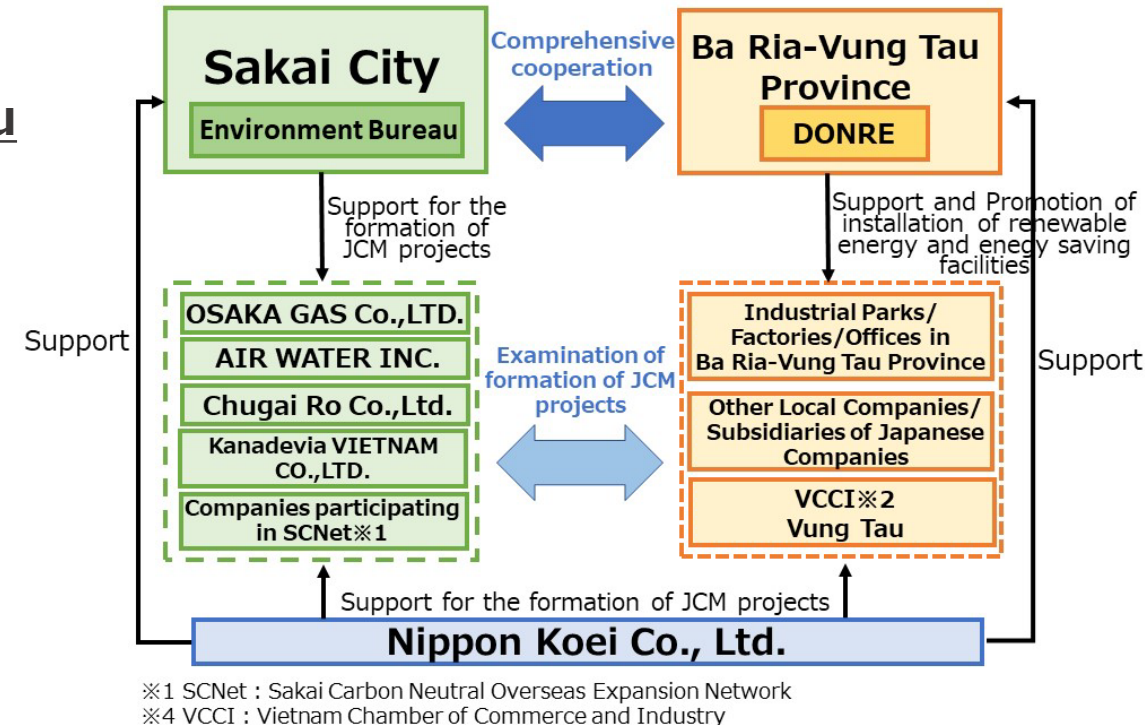 u
Sakai City
Environment Bureau
Comprehensive
cooperation
Ba Ria-Vung Tau
Province
DONRE
Support for the
formation of
JCM projects
Support and Promotion of
installation of renewable
energy and enegy saving
facilities
Support
OSAKA GAS Co.,LTD.
AIR WATER INC.
Chugai Ro Co.,Ltd.
Kanadevia VIETNAM
CO.,LTD.
Companies participating
in SCNet※1
Examination of
formation of JCM
projects
Industrial Parks/
Factories/Offices in
Ba Ria-Vung Tau Province
Other Local Companies/
Subsidiaries of Japanese
Companies
VCCI※2
Vung Tau
Support
Support for the formation of JCM projects
Nippon Koei Co., Ltd.
※1 SCNet : Sakai Carbon Neutral Overseas Expansion Network
※4 VCCI : Vietnam Chamber of Commerce and Industry